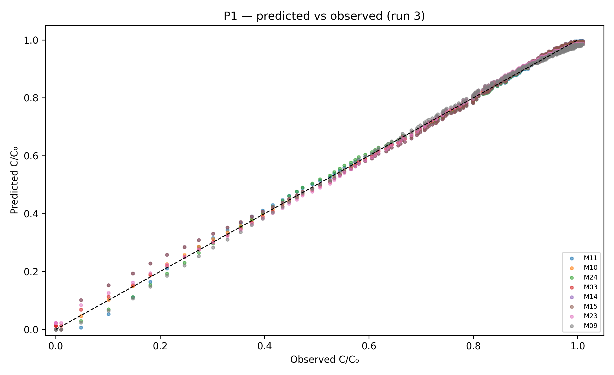 P1 — predicted vs observed (run 3)
Predicted C/C₀
1.0
0.8
0.6
0.4
0.2
0.0
0.0 0.2 0.4 0.6 0.8 1.0
Observed C/C₀
M11
M10
M24
M03
M14
M15
M23
M09